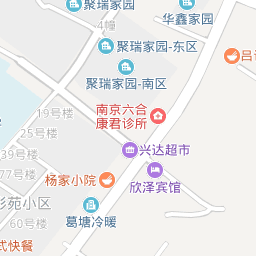 聚瑞家园
华鑫家园
聚瑞家园-东区
吕
聚瑞家园-南区
南京六合
康君诊所
19号楼
25号楼
兴达超市
39号楼
77号楼
杨家小院
欣泽宾馆
彭苑小区
葛塘冷暖
60号楼
式快餐